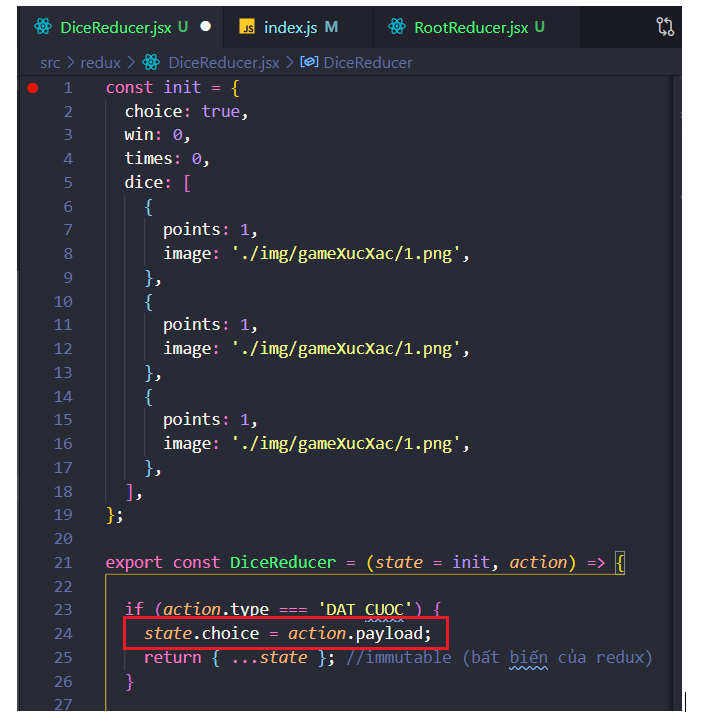 DiceReducer.jsx U ● JS index.js M RootReducer.jsx U
src > redux > DiceReducer.jsx > DiceReducer
1 const init = {
2 choice: true,
3 win: 0,
4 times: 0,
5 dice: [
6 {
7 points: 1,
8 image: './img/gameXucXac/1.png',
9 },
10 {
11 points: 1,
12 image: './img/gameXucXac/1.png',
13 },
14 {
15 points: 1,
16 image: './img/gameXucXac/1.png',
17 },
18 ],
19 };
20
21 export const DiceReducer = (state = init, action) => {
22
23 if (action.type === 'DAT_CUOC') {
24 state.choice = action.payload;
25 return { ...state }; //immutable (bất biến của redux)
26 }
27